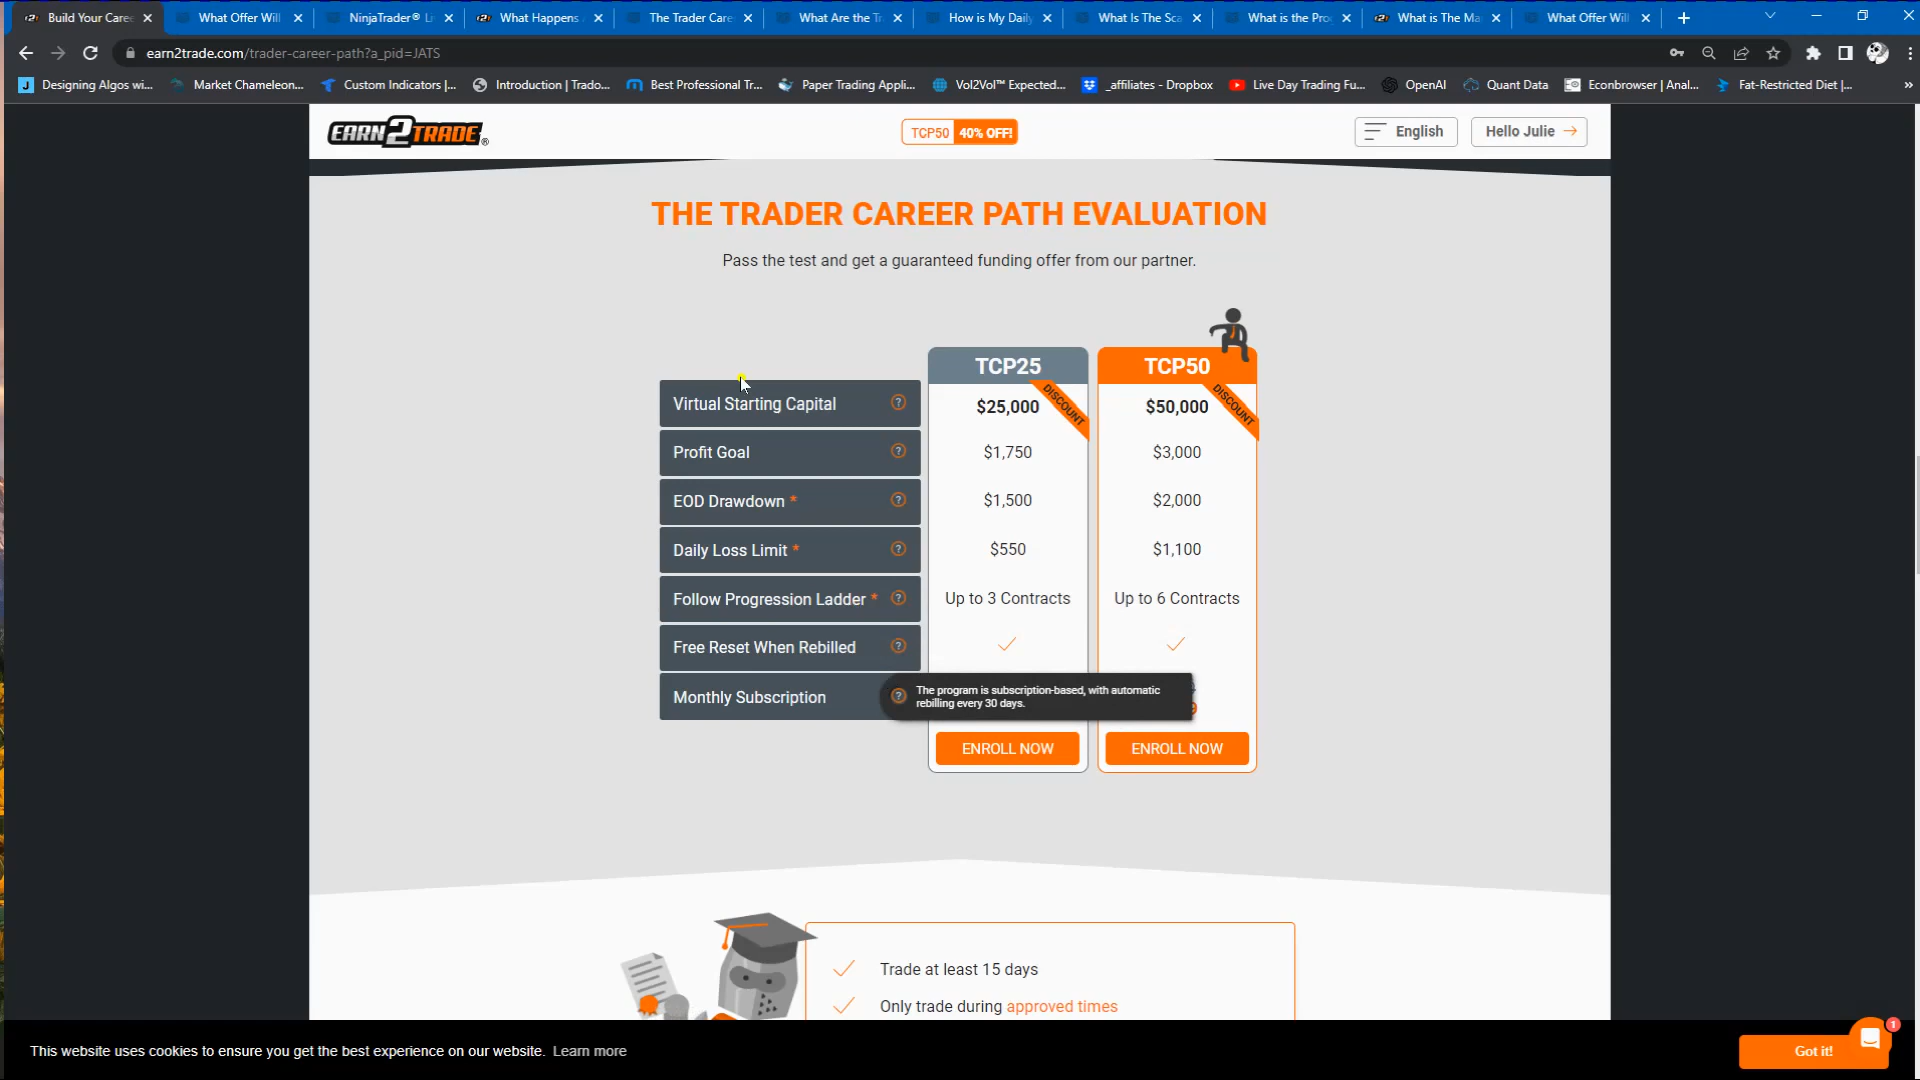 Build Your Caree
What Offer Will
NinjaTrader® L
What Happens
The Trader Care
What Are the Tr
How is My Daily
What Is The Sca
What is the Pro
What is The Ma
What Offer Will
earn2trade.com/trader-career-path?a_pid=JATS
Designing Algos wi...
Market Chameleon...
Custom Indicators |...
Introduction | Trado...
Best Professional Tr...
Paper Trading Appli...
Vol2Vol™ Expected...
_affiliates - Dropbox
Live Day Trading Fu...
OpenAI
Quant Data
Econbrowser | Anal...
Fat-Restricted Diet |...
»
EARN2TRADE®
TCP50 40% OFF!
English
Hello Julie →
THE TRADER CAREER PATH EVALUATION
Pass the test and get a guaranteed funding offer from our partner.
TCP25 TCP50
DISCOUNT DISCOUNT
Virtual Starting Capital ? $25,000 $50,000
Profit Goal ? $1,750 $3,000
EOD Drawdown * ? $1,500 $2,000
Daily Loss Limit * ? $550 $1,100
Follow Progression Ladder * ? Up to 3 Contracts Up to 6 Contracts
Free Reset When Rebilled ?
Monthly Subscription ? The program is subscription-based, with automatic
rebilling every 30 days.
ENROLL NOW ENROLL NOW
Trade at least 15 days
Only trade during approved times
This website uses cookies to ensure you get the best experience on our website. Learn more
Got it!
1